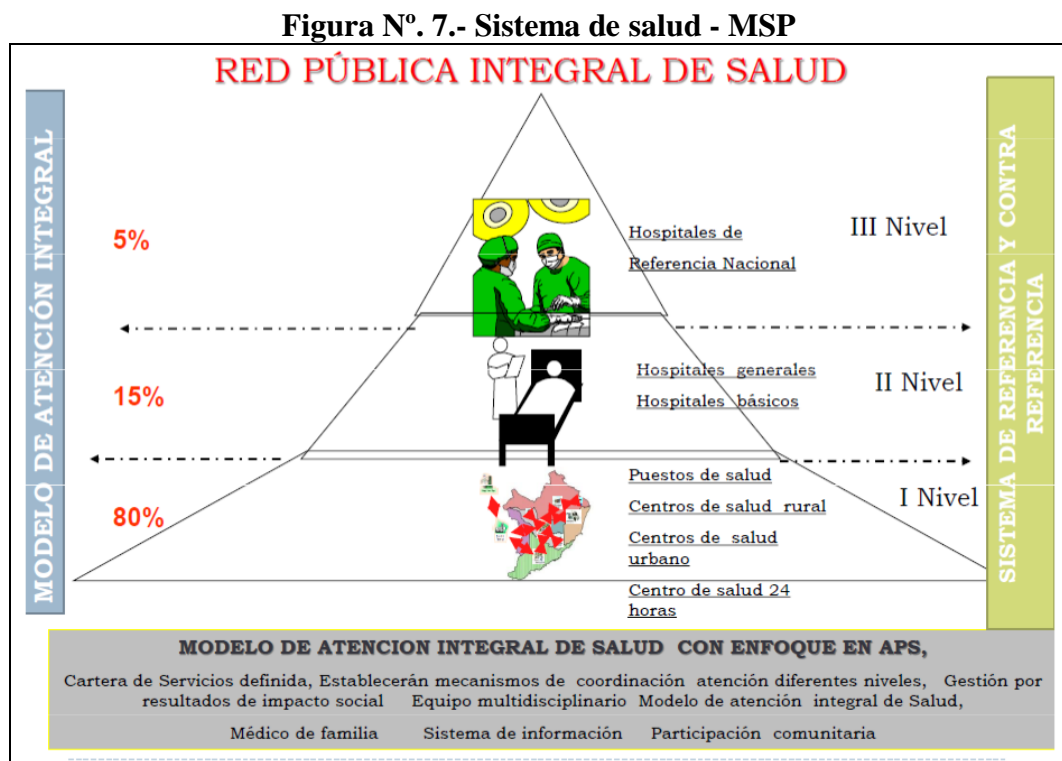 Figura Nº. 7.- Sistema de salud - MSP
RED PÚBLICA INTEGRAL DE SALUD
MODELO DE ATENCIÓN INTEGRAL
5%
Hospitales de
Referencia Nacional
III Nivel
15%
Hospitales generales
Hospitales básicos
II Nivel
80%
Puestos de salud
Centros de salud rural
Centros de salud
urbano
Centro de salud 24
horas
I Nivel
SISTEMA DE REFERENCIA Y CONTRA
REFERENCIA
MODELO DE ATENCION INTEGRAL DE SALUD CON ENFOQUE EN APS,
Cartera de Servicios definida, Establecerán mecanismos de coordinación atención diferentes niveles, Gestión por
resultados de impacto social Equipo multidisciplinario Modelo de atención integral de Salud,
Médico de familia Sistema de información Participación comunitaria